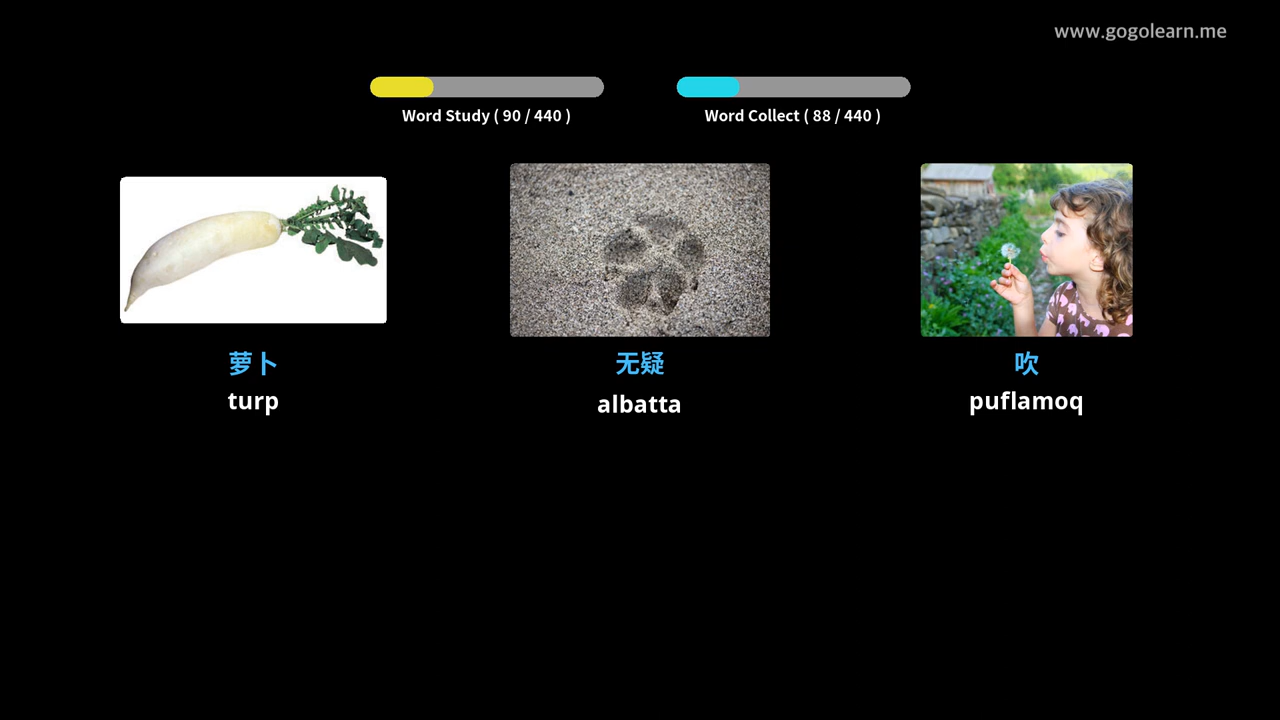 www.gogolearn.me
Word Study ( 90 / 440 )
Word Collect ( 88 / 440 )
萝卜
turp
无疑
albatta
吹
puflamoq